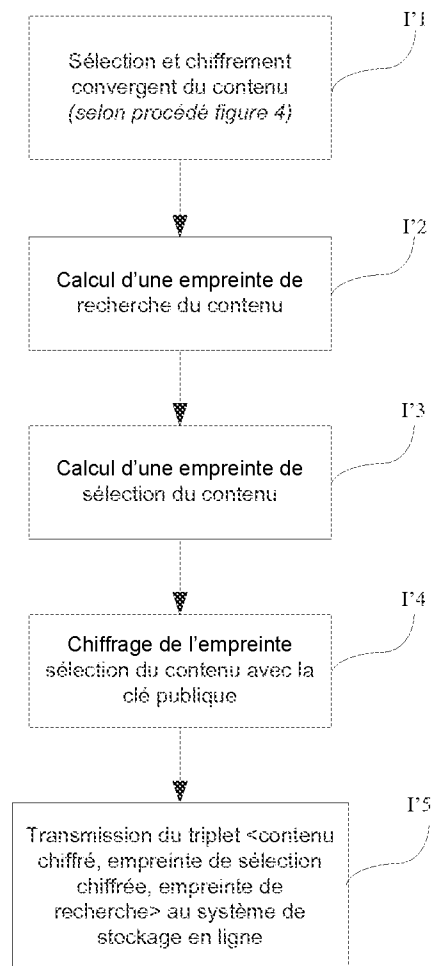 I'1
Sélection et chiffrement
convergent du contenu
(selon procédé figure 4)
I'2
Calcul d'une empreinte de
recherche du contenu
I'3
Calcul d'une empreinte de
sélection du contenu
I'4
Chiffrage de l'empreinte
sélection du contenu avec la
clé publique
I'5
Transmission du triplet <contenu
chiffré, empreinte de sélection
chiffrée, empreinte de
recherche> au système de
stockage en ligne